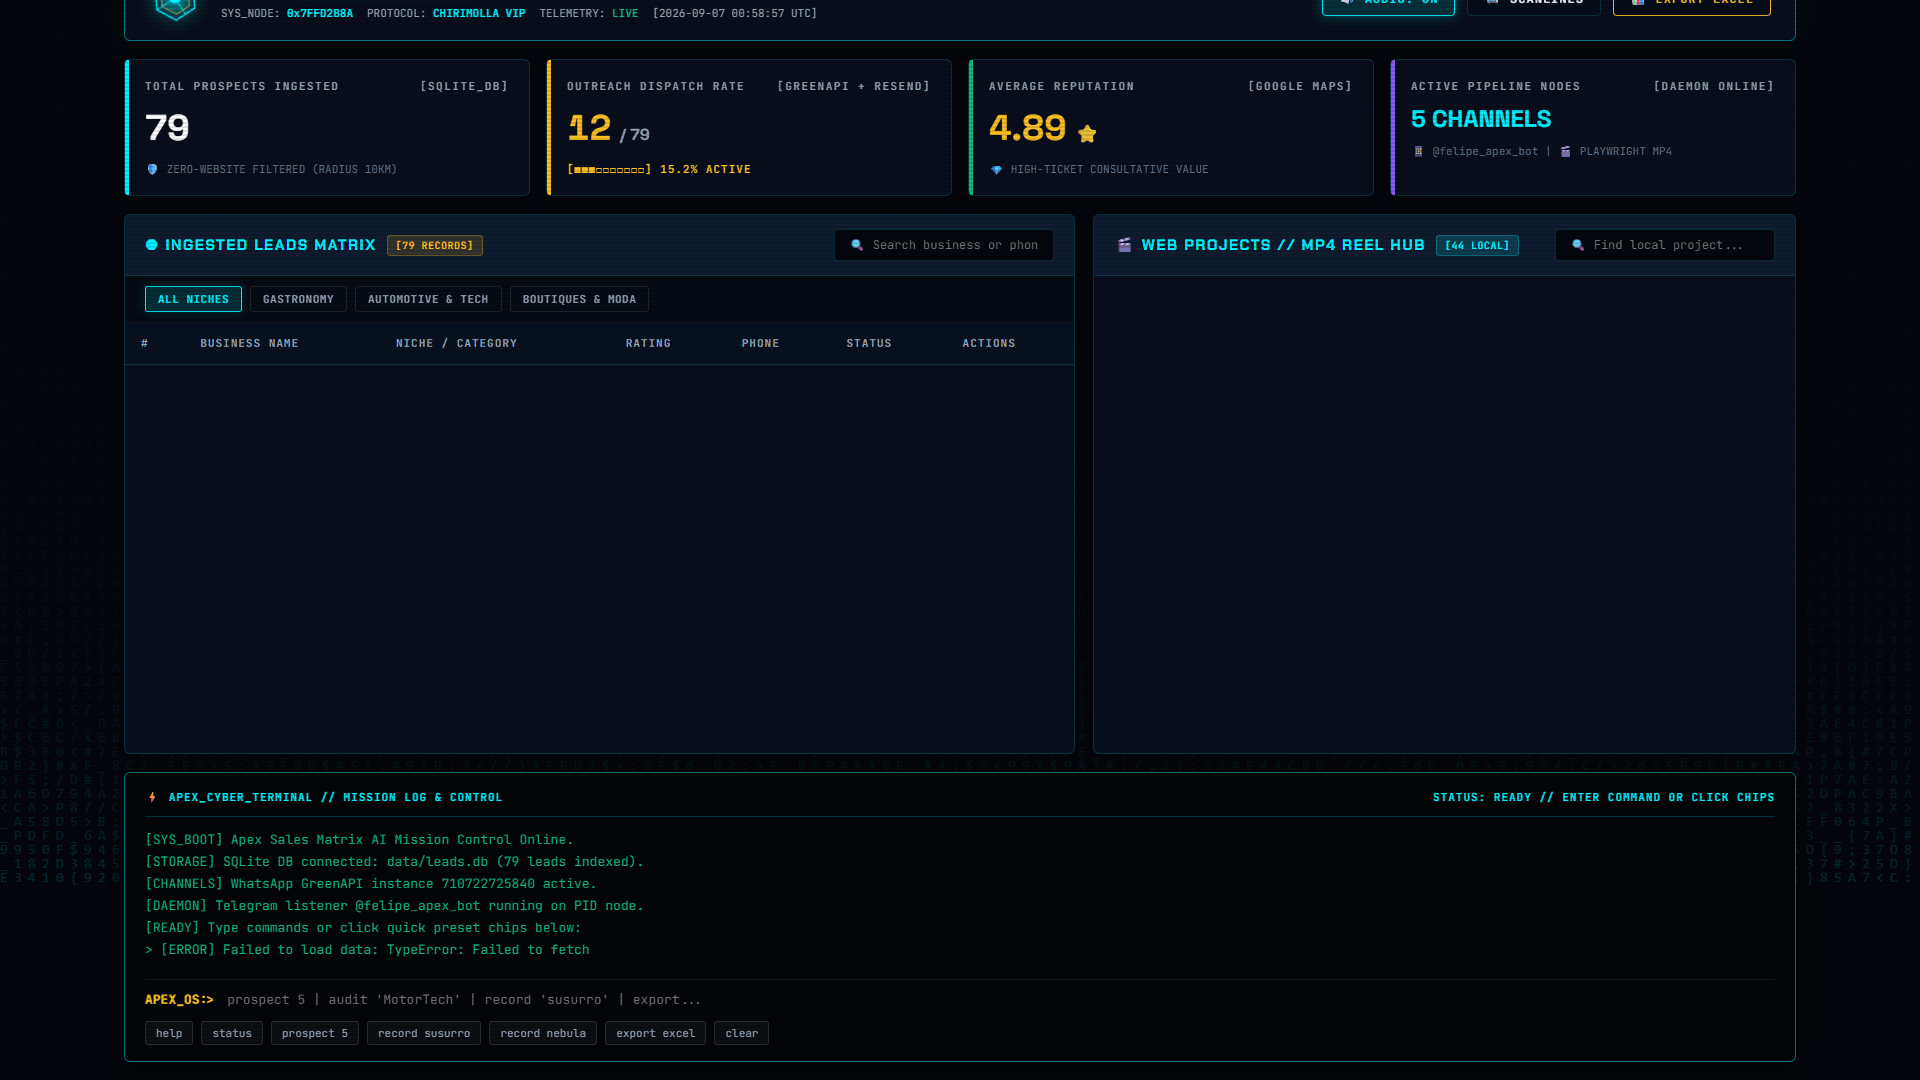 SYS_NODE: 0x7FFD2B8A PROTOCOL: CHIRIMOLLA VIP TELEMETRY: LIVE [2026-09-07 00:58:57 UTC]
AUDIO: ON
SCANLINES
EXPORT EXCEL
TOTAL PROSPECTS INGESTED [SQLITE_DB]
79
ZERO-WEBSITE FILTERED (RADIUS 10KM)
OUTREACH DISPATCH RATE [GREENAPI + RESEND]
12 / 79
[■■■□□□□□□□] 15.2% ACTIVE
AVERAGE REPUTATION [GOOGLE MAPS]
4.89 ⭐
HIGH-TICKET CONSULTATIVE VALUE
ACTIVE PIPELINE NODES [DAEMON ONLINE]
5 CHANNELS
@felipe_apex_bot | PLAYWRIGHT MP4
INGESTED LEADS MATRIX [79 RECORDS]
Search business or phon
ALL NICHES GASTRONOMY AUTOMOTIVE & TECH BOUTIQUES & MODA
# BUSINESS NAME NICHE / CATEGORY RATING PHONE STATUS ACTIONS
WEB PROJECTS // MP4 REEL HUB [44 LOCAL]
Find local project...
APEX_CYBER_TERMINAL // MISSION LOG & CONTROL
STATUS: READY // ENTER COMMAND OR CLICK CHIPS
[SYS_BOOT] Apex Sales Matrix AI Mission Control Online.
[STORAGE] SQLite DB connected: data/leads.db (79 leads indexed).
[CHANNELS] WhatsApp GreenAPI instance 710722725840 active.
[DAEMON] Telegram listener @felipe_apex_bot running on PID node.
[READY] Type commands or click quick preset chips below:
> [ERROR] Failed to load data: TypeError: Failed to fetch
APEX_OS:> prospect 5 | audit 'MotorTech' | record 'susurro' | export...
help status prospect 5 record susurro record nebula export excel clear